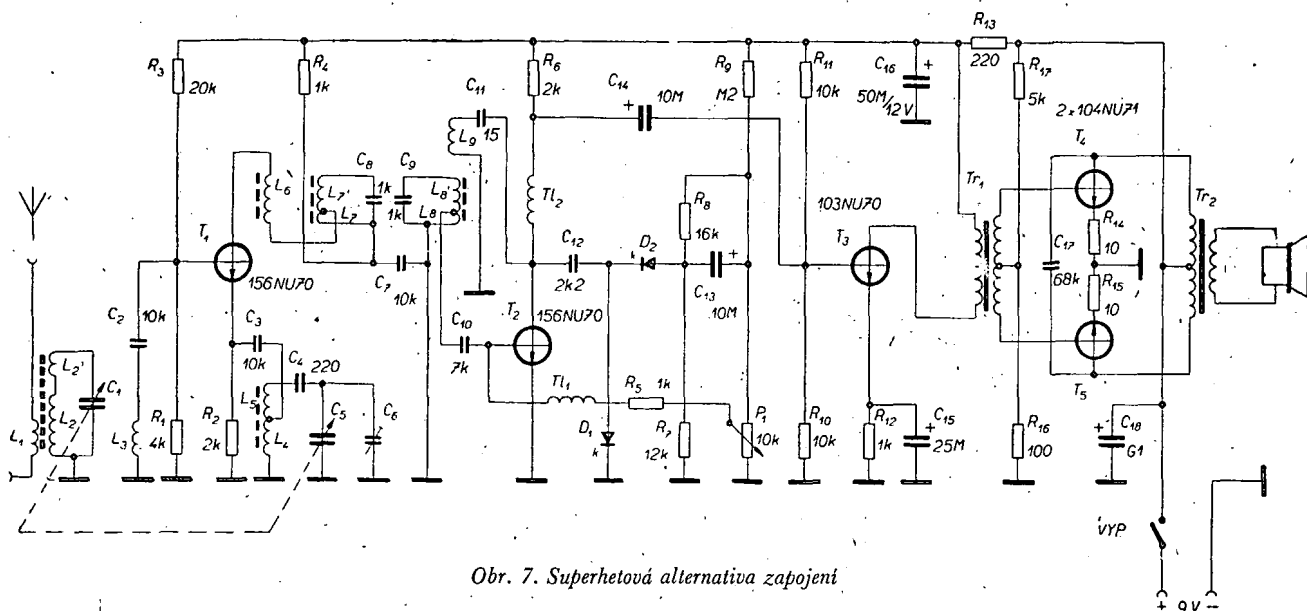 R13
220
R3
20k
R4
1k
R6
2k
C14
10M
R9
M2
R11
10k
C16
50M/
12V
R17
5k
2×104NU71
C11
15
L9
T4
L6
C8
1k
L7'
L7
C9
1k
L8'
L8
Tl2
R8
16k
103NU70
T3
Tr1
R14
10
Tr2
C17
68k
R15
10
T5
T1
156NU70
C7
10k
C12
2k2
D2
k
C13
10M
T2
156NU70
C2
10k
C3
10k
C4
220
C10
7k
L2'
C1
L2
L1
L3
R1
4k
R2
2k
L5
L4
C5
C6
Tl1
R5
1k
D1
k
R7
12k
P1
10k
R10
10k
R12
1k
C15
25M
R16
100
C18
G1
VYP.
Obr. 7. Superhetová alternativa zapojení
+ 9V −